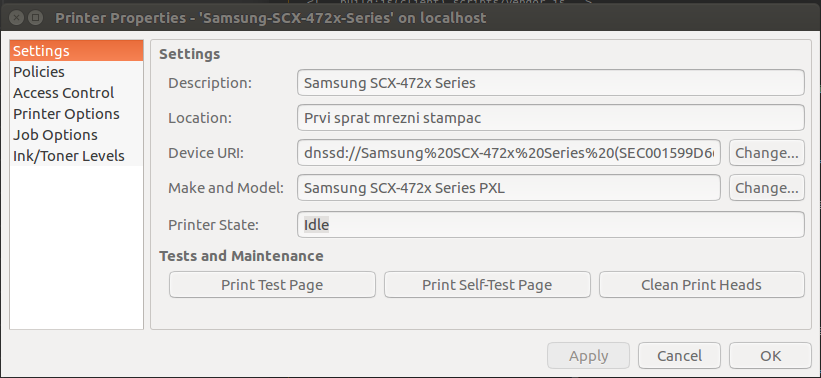 Printer Properties - 'Samsung-SCX-472x-Series' on localhost
Settings
Policies
Access Control
Printer Options
Job Options
Ink/Toner Levels
Settings
Description: Samsung SCX-472x Series
Location: Prvi sprat mrezni stampac
Device URI: dnssd://Samsung%20SCX-472x%20Series%20(SEC001599D6 Change...
Make and Model: Samsung SCX-472x Series PXL Change...
Printer State: Idle
Tests and Maintenance
Print Test Page Print Self-Test Page Clean Print Heads
Apply Cancel OK